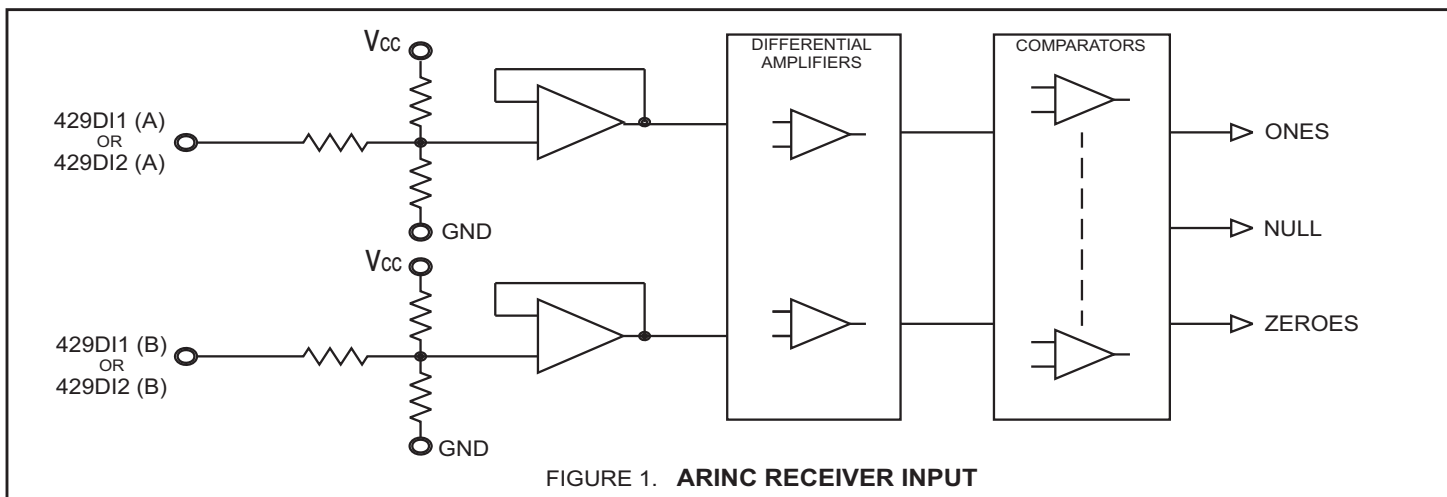 DIFFERENTIAL
AMPLIFIERS
COMPARATORS
VCC
429DI1 (A)
OR
429DI2 (A)
GND
ONES
NULL
VCC
429DI1 (B)
OR
429DI2 (B)
GND
ZEROES
FIGURE 1. ARINC RECEIVER INPUT